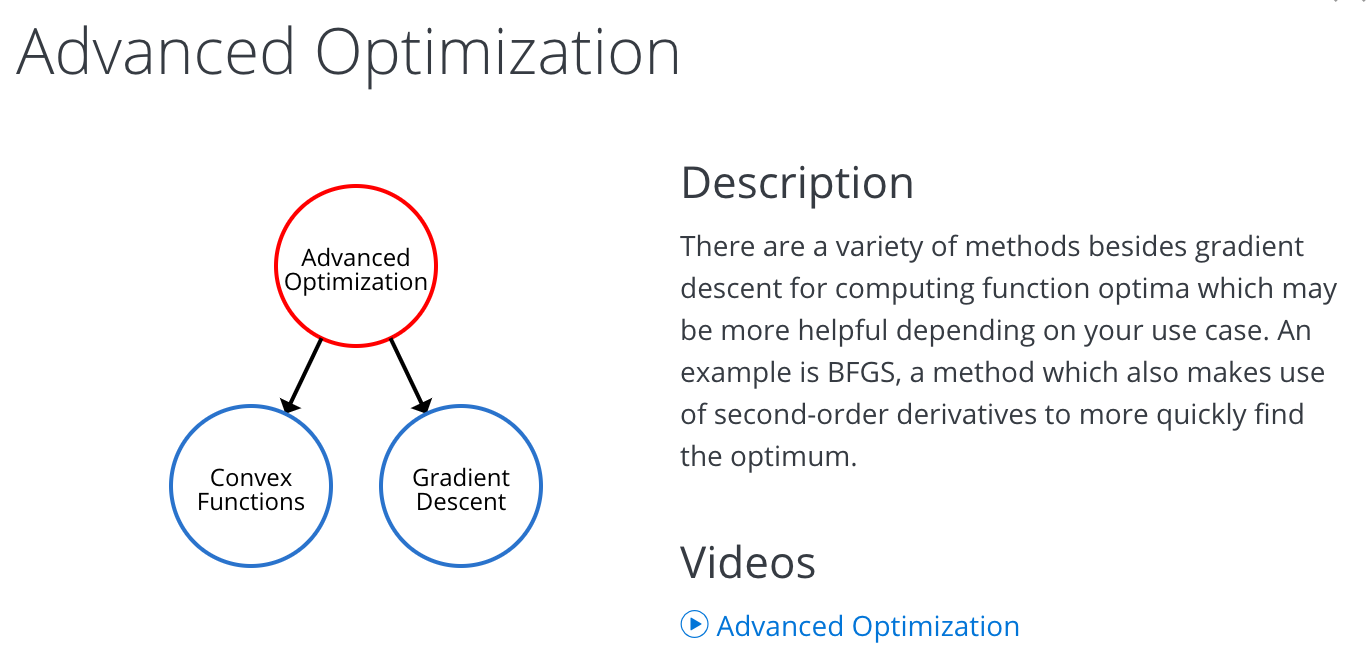 Advanced Optimization
Advanced
Optimization
Convex
Functions
Gradient
Descent
Description
There are a variety of methods besides gradient
descent for computing function optima which may
be more helpful depending on your use case. An
example is BFGS, a method which also makes use
of second-order derivatives to more quickly find
the optimum.
Videos
Advanced Optimization